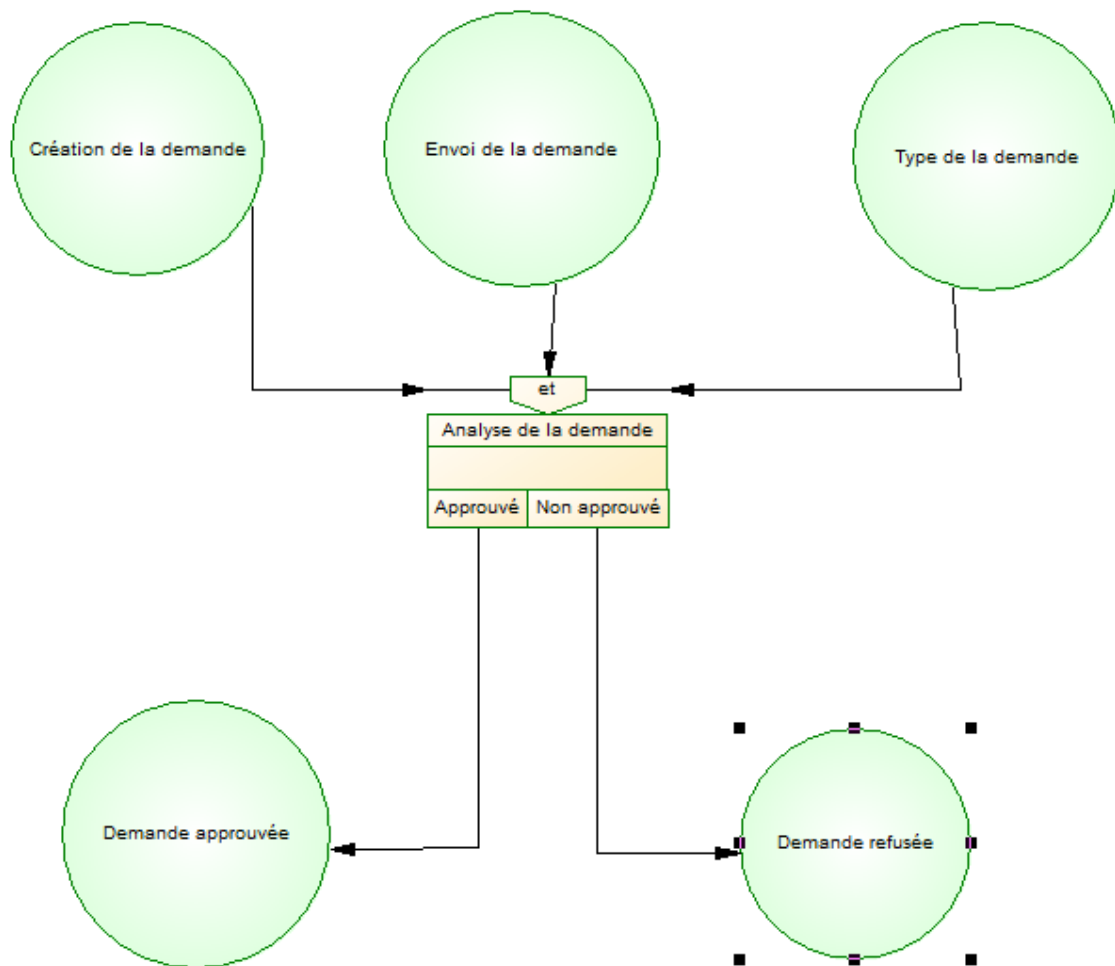 Création de la demande
Envoi de la demande
Type de la demande
et
Analyse de la demande
Approuvé
Non approuvé
Demande approuvée
Demande refusée